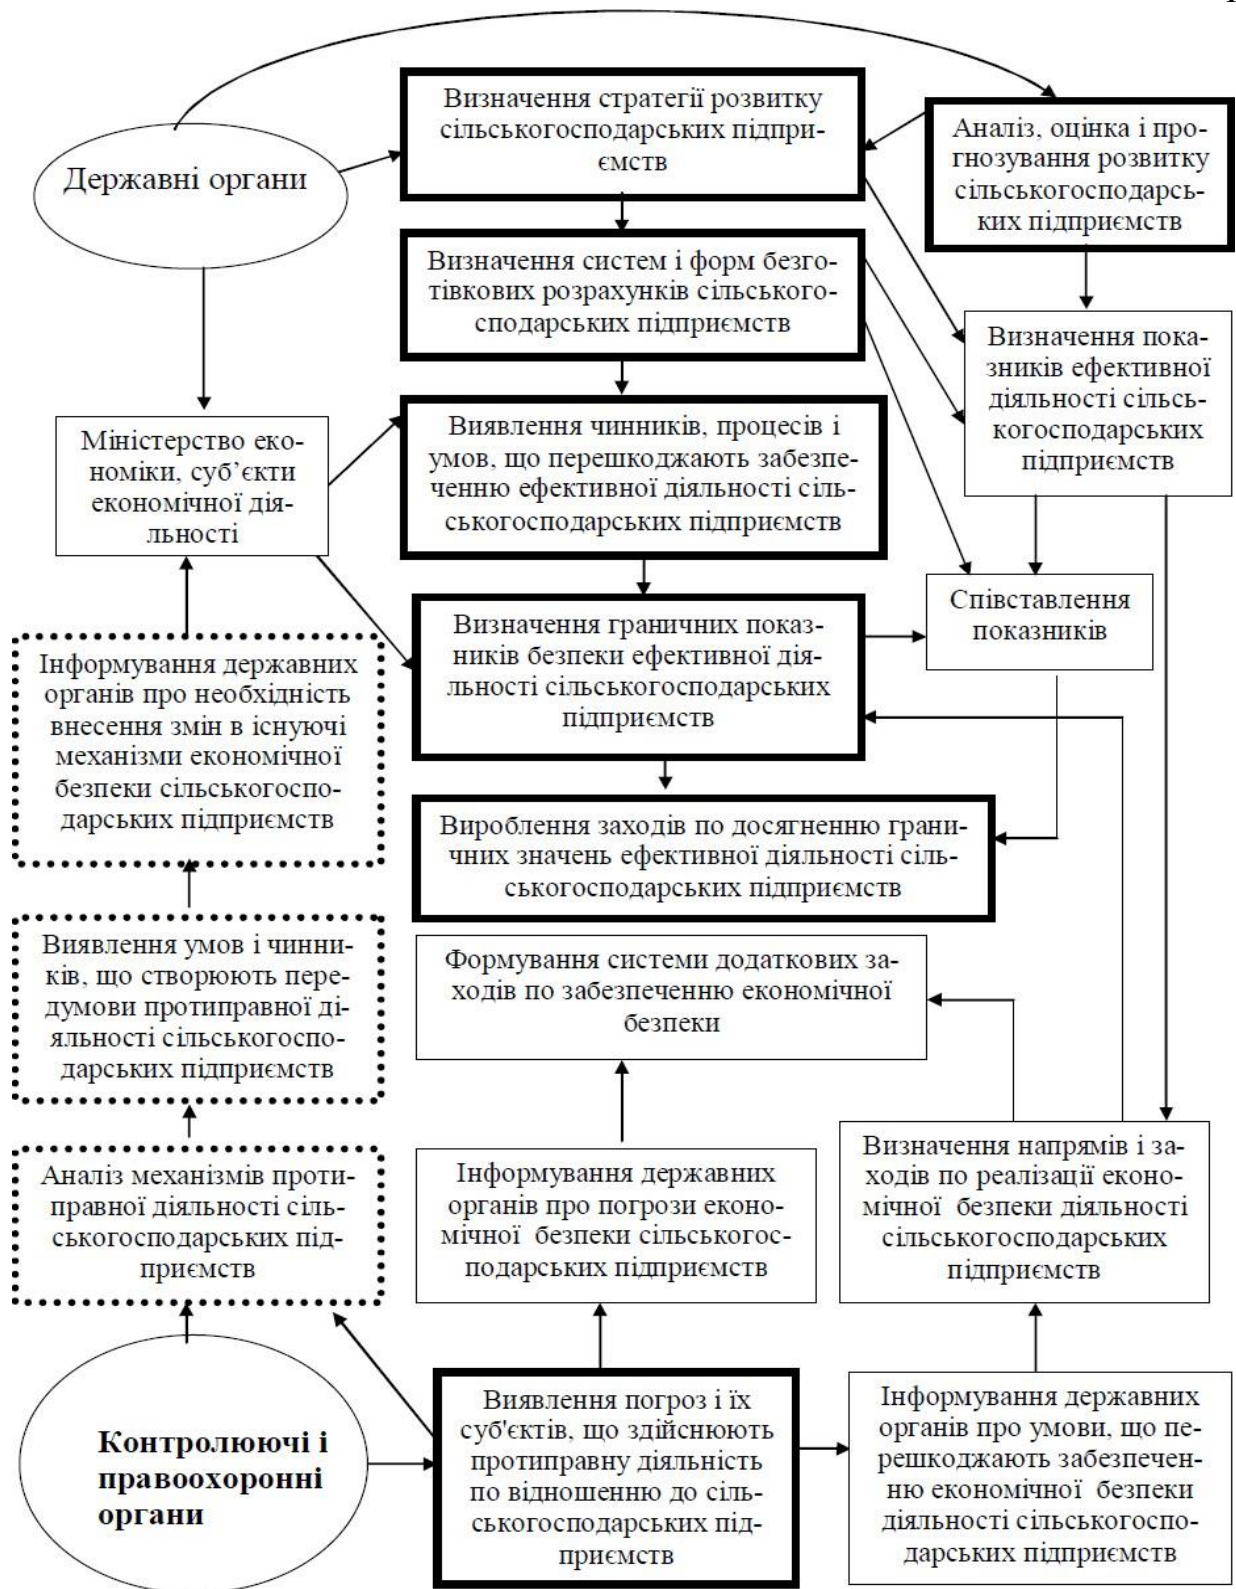 Визначення стратегії розвитку
сільськогосподарських підпри-
ємств
Аналіз, оцінка і про-
гнозування розвитку
сільськогосподарсь-
ких підприємств
Державні органи
Визначення систем і форм безго-
тівкових розрахунків сільського-
сподарських підприємств
Визначення пока-
зників ефективної
діяльності сільсь-
когосподарських
підприємств
Міністерство еко-
номіки, суб’єкти
економічної дія-
льності
Виявлення чинників, процесів і
умов, що перешкоджають забезпе-
ченню ефективної діяльності сіль-
ськогосподарських підприємств
Співставлення
показників
Визначення граничних показ-
ників безпеки ефективної дія-
льності сільськогосподарських
підприємств
Інформування державних
органів про необхідність
внесення змін в існуючі
механізми економічної
безпеки сільськогоспо-
дарських підприємств
Вироблення заходів по досягненню грани-
чних значень ефективної діяльності сіль-
ськогосподарських підприємств
Виявлення умов і чинни-
ків, що створюють пере-
думови протиправної ді-
яльності сільськогоспо-
дарських підприємств
Формування системи додаткових за-
ходів по забезпеченню економічної
безпеки
Аналіз механізмів проти-
правної діяльності сіль-
ськогосподарських під-
приємств
Інформування державних
органів про погрози еконо-
мічної безпеки сільськогос-
подарських підприємств
Визначення напрямів і за-
ходів по реалізації еконо-
мічної безпеки діяльності
сільськогосподарських
підприємств
Контролюючі і
правоохоронні
органи
Виявлення погроз і їх
суб'єктів, що здійснюють
протиправну діяльність
по відношенню до сіль-
ськогосподарських під-
приємств
Інформування державних
органів про умови, що пе-
решкоджають забезпечен-
ню економічної безпеки
діяльності сільськогоспо-
дарських підприємств